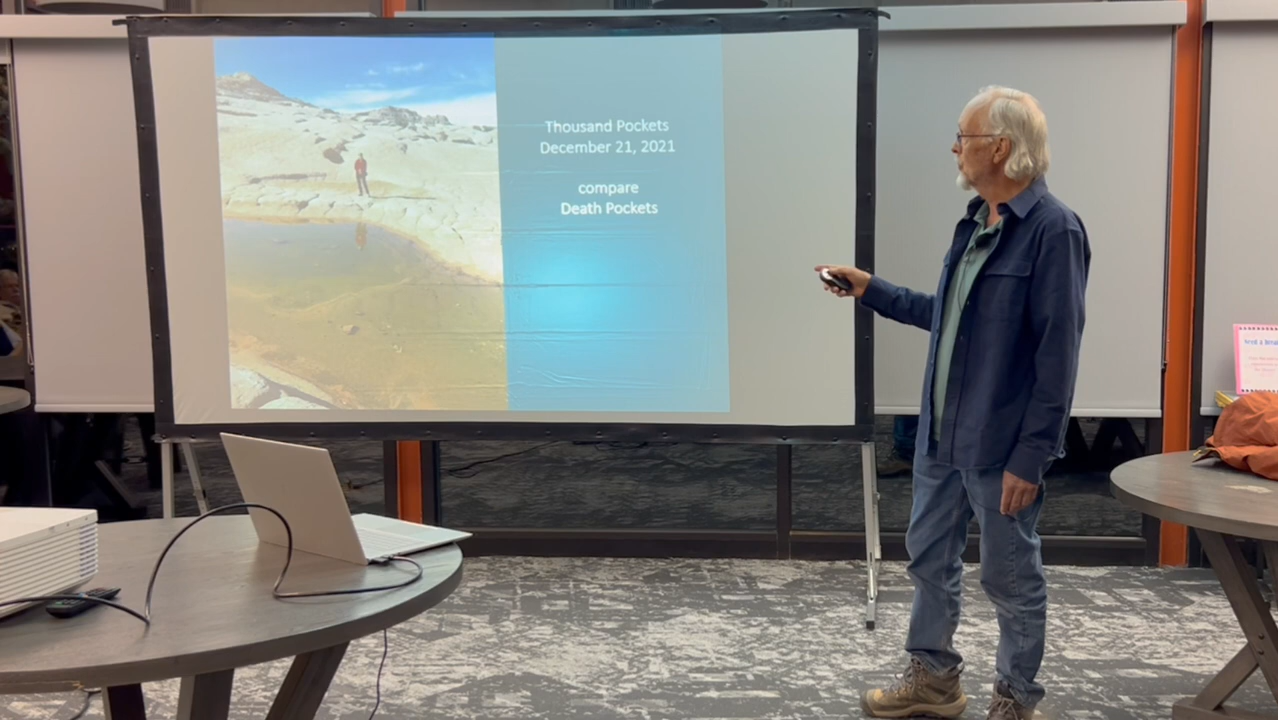 Thousand Pockets
December 21, 2021
compare
Death Pockets